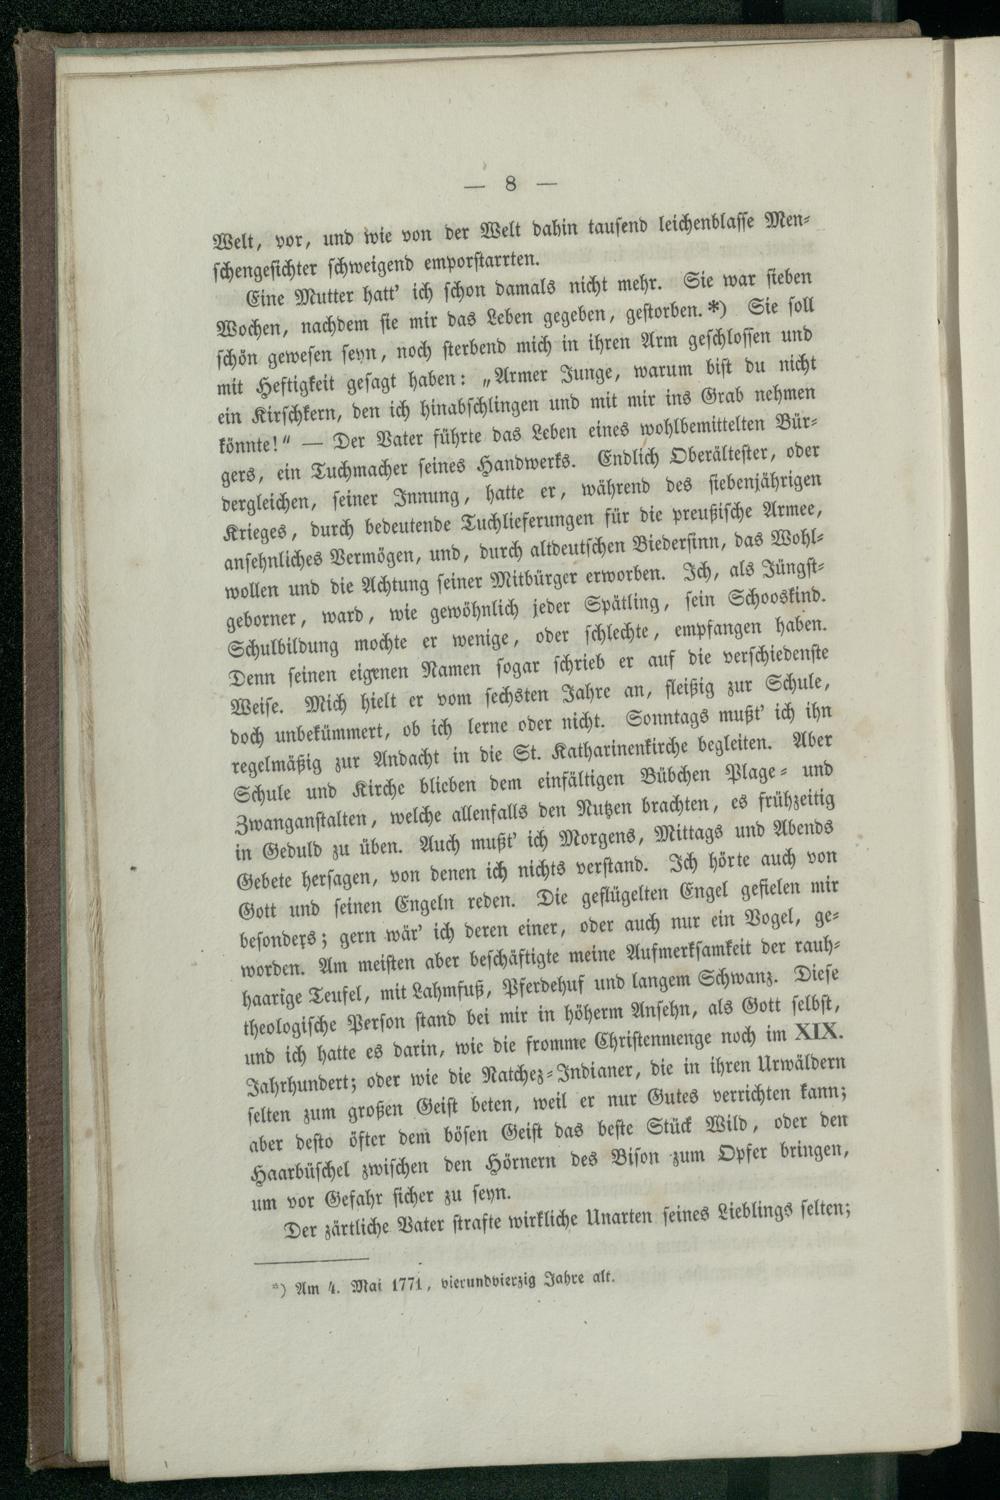 — 8 —
Welt, vor, und wie von der Welt dahin tausend leichenblasse Men-
schengesichter schweigend emporstarrten.
Eine Mutter hatt' ich schon damals nicht mehr. Sie war sieben
Wochen, nachdem sie mir das Leben gegeben, gestorben.*) Sie soll
schön gewesen seyn, noch sterbend mich in ihren Arm geschlossen und
mit Heftigkeit gesagt haben: „Armer Junge, warum bist du nicht
ein Kirschkern, den ich hinabschlingen und mit mir ins Grab nehmen
könnte!“ — Der Vater führte das Leben eines wohlbemittelten Bür-
gers, ein Tuchmacher seines Handwerks. Endlich Oberältester, oder
dergleichen, seiner Innung, hatte er, während des siebenjährigen
Krieges, durch bedeutende Tuchlieferungen für die preußische Armee,
ansehnliches Vermögen, und, durch altdeutschen Biedersinn, das Wohl-
wollen und die Achtung seiner Mitbürger erworben. Ich, als Jüngst-
geborner, ward, wie gewöhnlich jeder Spätling, sein Schooskind.
Schulbildung mochte er wenige, oder schlechte, empfangen haben.
Denn seinen eigenen Namen sogar schrieb er auf die verschiedenste
Weise. Mich hielt er vom sechsten Jahre an, fleißig zur Schule,
doch unbekümmert, ob ich lerne oder nicht. Sonntags mußt' ich ihn
regelmäßig zur Andacht in die St. Katharinenkirche begleiten. Aber
Schule und Kirche blieben dem einfältigen Bübchen Plage- und
Zwanganstalten, welche allenfalls den Nutzen brachten, es frühzeitig
in Geduld zu üben. Auch mußt' ich Morgens, Mittags und Abends
Gebete hersagen, von denen ich nichts verstand. Ich hörte auch von
Gott und seinen Engeln reden. Die geflügelten Engel gefielen mir
besonders; gern wär' ich deren einer, oder auch nur ein Vogel, ge-
worden. Am meisten aber beschäftigte meine Aufmerksamkeit der rauh-
haarige Teufel, mit Lahmfuß, Pferdehuf und langem Schwanz. Diese
theologische Person stand bei mir in höherm Ansehn, als Gott selbst,
und ich hatte es darin, wie die fromme Christenmenge noch im XIX.
Jahrhundert; oder wie die Natchez-Indianer, die in ihren Urwäldern
selten zum großen Geist beten, weil er nur Gutes verrichten kann;
aber desto öfter dem bösen Geist das beste Stück Wild, oder den
Haarbüschel zwischen den Hörnern des Bison zum Opfer bringen,
um vor Gefahr sicher zu seyn.
Der zärtliche Vater strafte wirkliche Unarten seines Lieblings selten;
*) Am 4. Mai 1771, vierundvierzig Jahre alt.